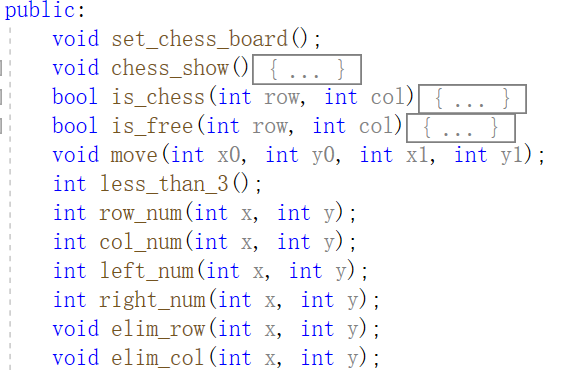 public:
void set_chess_board();
void chess_show(){ ... }
bool is_chess(int row, int col){ ... }
bool is_free(int row, int col){ ... }
void move(int x0, int y0, int x1, int y1);
int less_than_3();
int row_num(int x, int y);
int col_num(int x, int y);
int left_num(int x, int y);
int right_num(int x, int y);
void elim_row(int x, int y);
void elim_col(int x, int y);